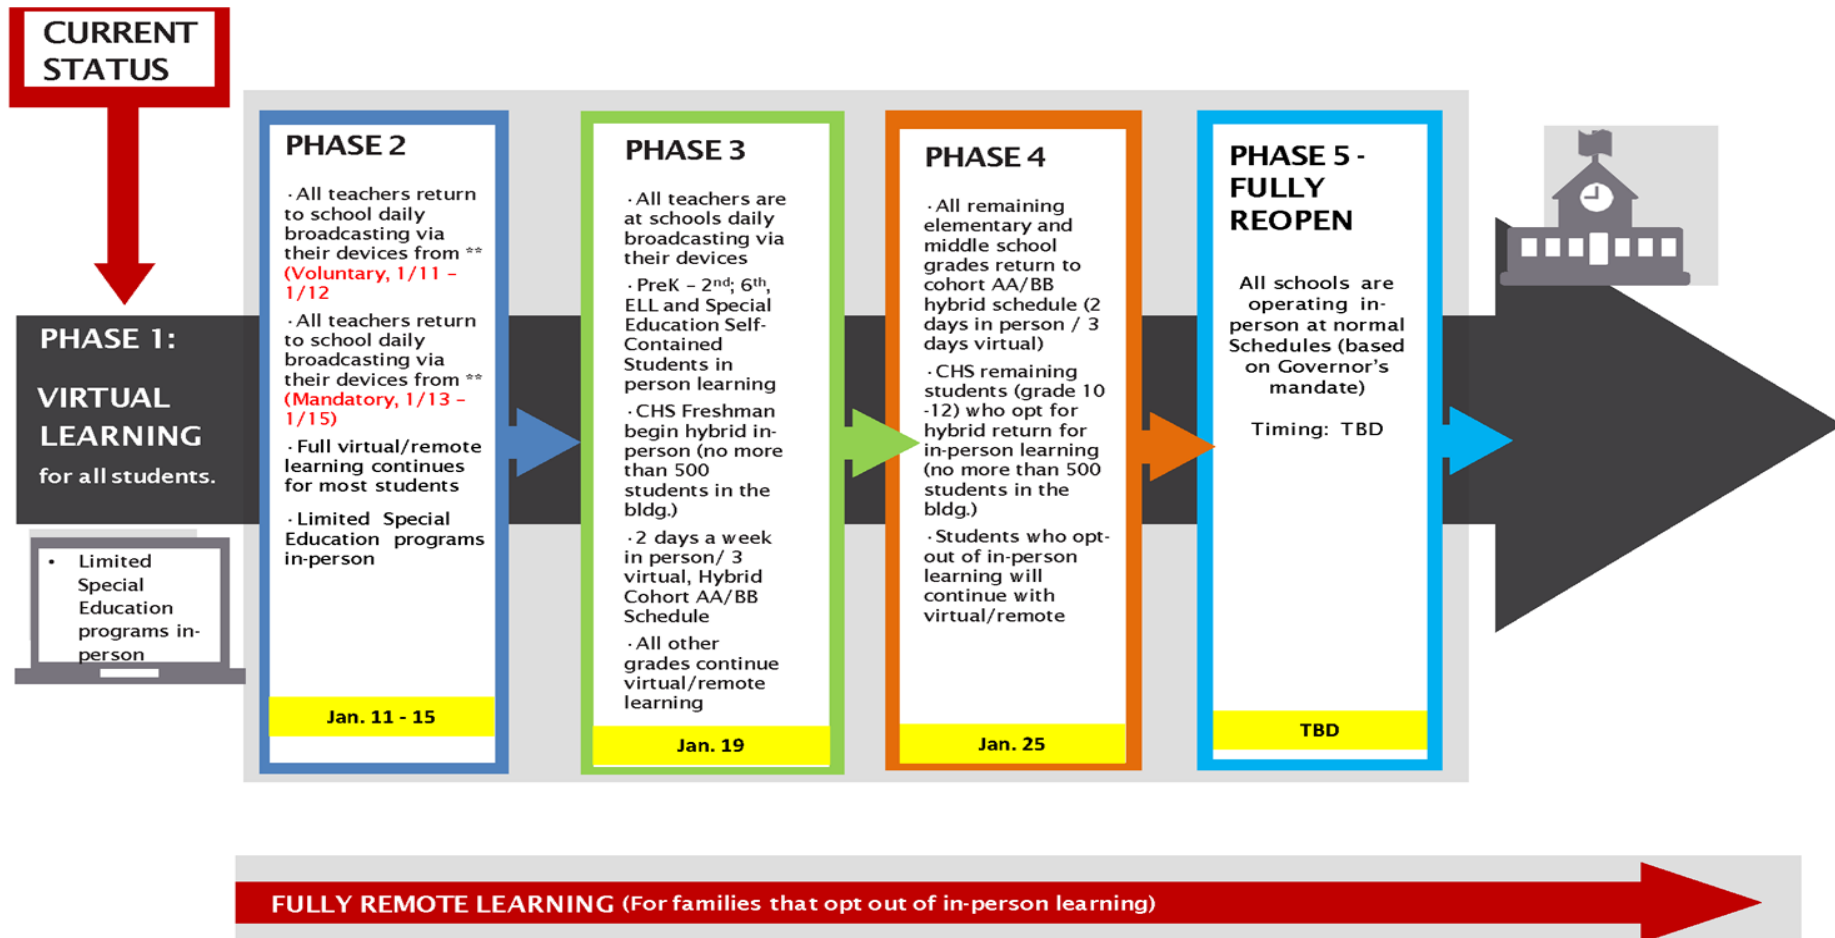 CURRENT
STATUS
PHASE 1:
VIRTUAL
LEARNING
for all students.
• Limited
Special
Education
programs in-
person
PHASE 2
·All teachers return
to school daily
broadcasting via
their devices from **
(Voluntary, 1/11 –
1/12
·All teachers return
to school daily
broadcasting via
their devices from **
(Mandatory, 1/13 –
1/15)
·Full virtual/remote
learning continues
for most students
·Limited Special
Education programs
in-person
Jan. 11 - 15
PHASE 3
·All teachers are
at schools daily
broadcasting via
their devices
·PreK – 2nd; 6th,
ELL and Special
Education Self-
Contained
Students in
person learning
·CHS Freshman
begin hybrid in-
person (no more
than 500
students in the
bldg.)
·2 days a week
in person/ 3
virtual, Hybrid
Cohort AA/BB
Schedule
·All other
grades continue
virtual/remote
learning
Jan. 19
PHASE 4
·All remaining
elementary and
middle school
grades return to
cohort AA/BB
hybrid schedule (2
days in person / 3
days virtual)
·CHS remaining
students (grade 10
-12) who opt for
hybrid return for
in-person learning
(no more than 500
students in the
bldg.)
·Students who opt-
out of in-person
learning will
continue with
virtual/remote
Jan. 25
PHASE 5 -
FULLY
REOPEN
All schools are
operating in-
person at normal
Schedules (based
on Governor's
mandate)
Timing: TBD
TBD
FULLY REMOTE LEARNING (For families that opt out of in-person learning)